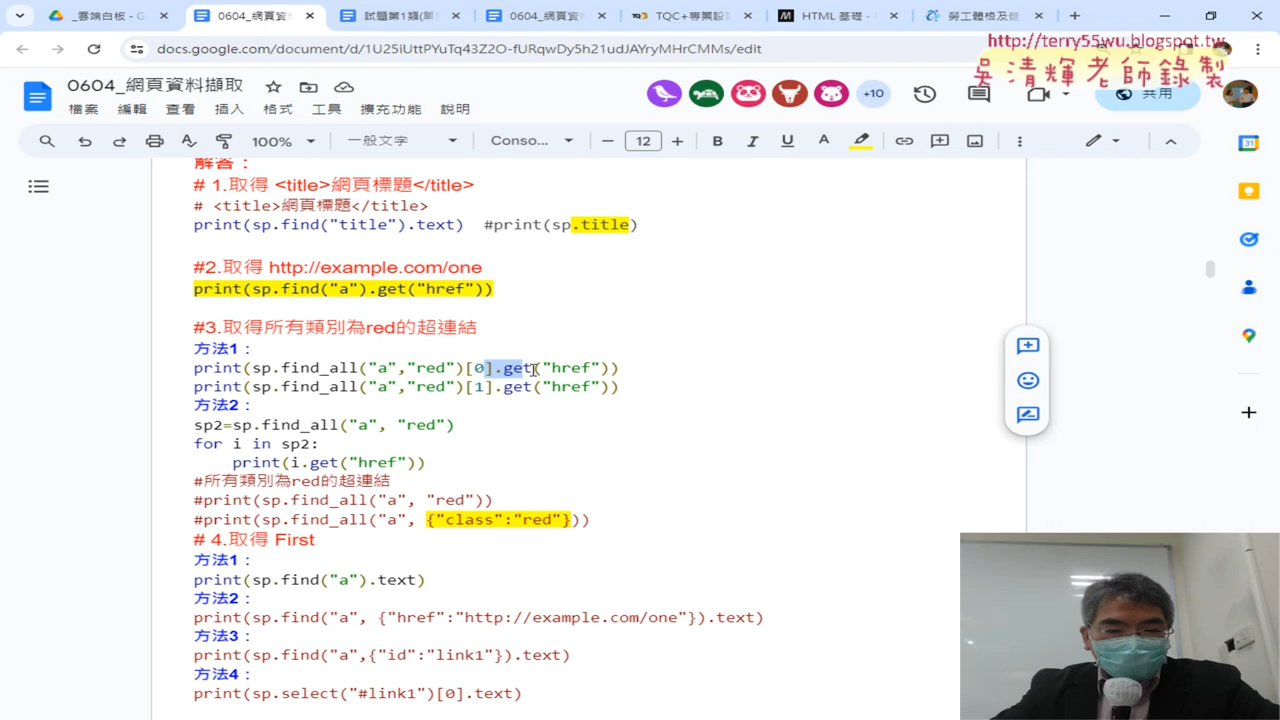 _雲端白板 - G
0604_網頁資
試題第1類(單
0604_網頁資
TQC+專業設
HTML 基礎 -
勞工體格及健
docs.google.com/document/d/1U25iUttPYuTq43Z2O-fURqwDy5h21udJAYryMHrCMMs/edit
http://terry55wu.blogspot.tw
吳清輝老師錄製
0604_網頁資料擷取
檔案 編輯 查看 插入 格式 工具 擴充功能 說明
+10
共用
100% 一般文字 Conso... 12 B I U A
31
解答：
# 1.取得 <title>網頁標題</title>
# <title>網頁標題</title>
print(sp.find("title").text) #print(sp.title)
#2.取得 http://example.com/one
print(sp.find("a").get("href"))
#3.取得所有類別為red的超連結
方法1：
print(sp.find_all("a","red")[0].get("href"))
print(sp.find_all("a","red")[1].get("href"))
方法2：
sp2=sp.find_all("a", "red")
for i in sp2:
print(i.get("href"))
#所有類別為red的超連結
#print(sp.find_all("a", "red"))
#print(sp.find_all("a", {"class":"red"}))
# 4.取得 First
方法1：
print(sp.find("a").text)
方法2：
print(sp.find("a", {"href":"http://example.com/one"}).text)
方法3：
print(sp.find("a",{"id":"link1"}).text)
方法4：
print(sp.select("#link1")[0].text)